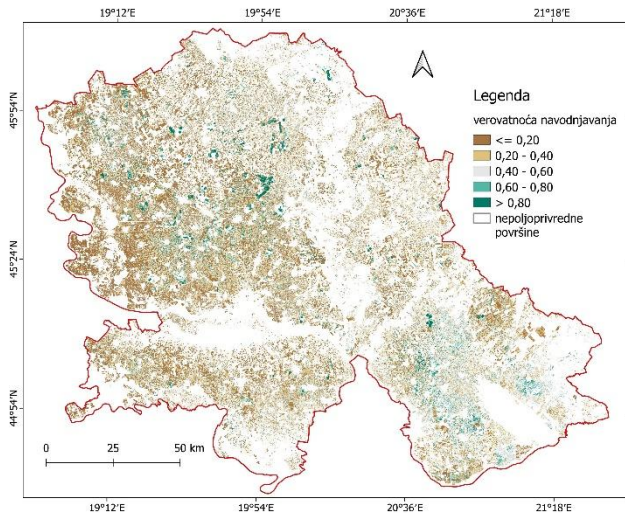 19°12'E 19°54'E 20°36'E 21°18'E
45°54'N
45°24'N
44°54'N
Legenda
verovatnoća navodnjavanja
<= 0,20
0,20 - 0,40
0,40 - 0,60
0,60 - 0,80
> 0,80
nepoljoprivredne
površine
0 25 50 km
19°12'E 19°54'E 20°36'E 21°18'E